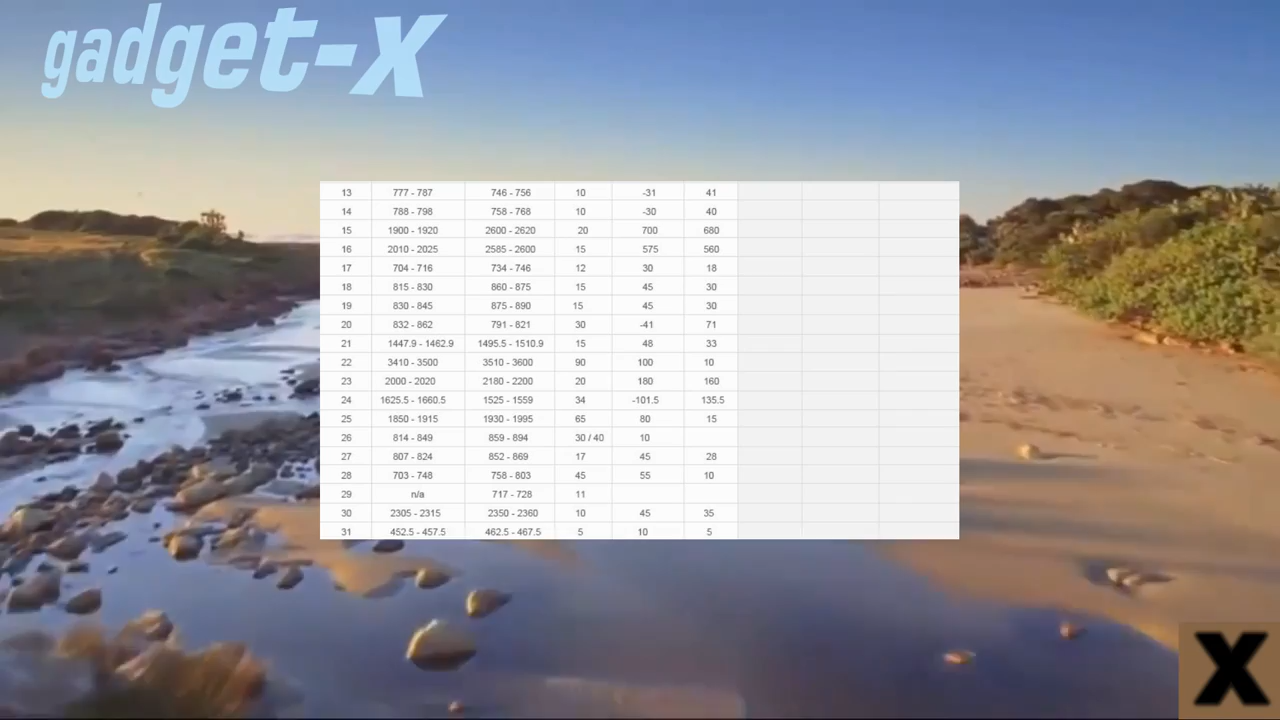 gadget-x
13 777 - 787 746 - 756 10 -31 41
14 788 - 798 758 - 768 10 -30 40
15 1900 - 1920 2600 - 2620 20 700 680
16 2010 - 2025 2585 - 2600 15 575 560
17 704 - 716 734 - 746 12 30 18
18 815 - 830 860 - 875 15 45 30
19 830 - 845 875 - 890 15 45 30
20 832 - 862 791 - 821 30 -41 71
21 1447.9 - 1462.9 1495.5 - 1510.9 15 48 33
22 3410 - 3500 3510 - 3600 90 100 10
23 2000 - 2020 2180 - 2200 20 180 160
24 1625.5 - 1660.5 1525 - 1559 34 -101.5 135.5
25 1850 - 1915 1930 - 1995 65 80 15
26 814 - 849 859 - 894 30 / 40 10
27 807 - 824 852 - 869 17 45 28
28 703 - 748 758 - 803 45 55 10
29 n/a 717 - 728 11
30 2305 - 2315 2350 - 2360 10 45 35
31 452.5 - 457.5 462.5 - 467.5 5 10 5
X